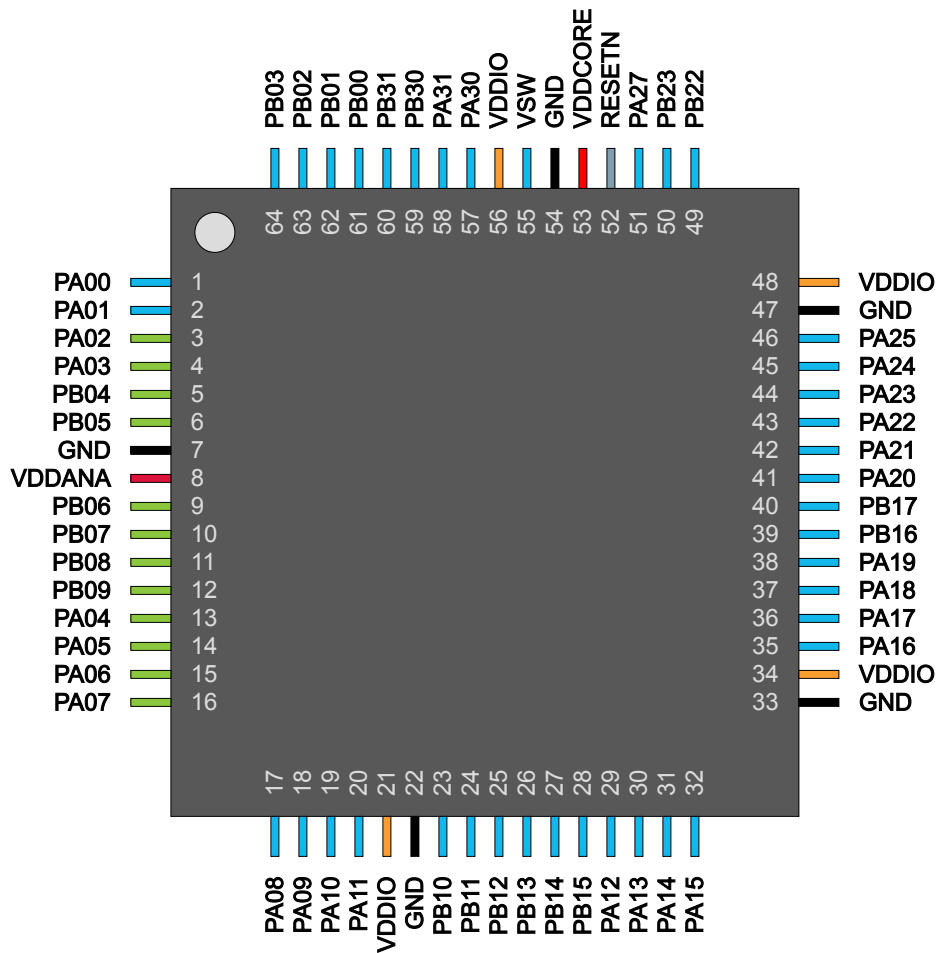 PB03 PB02 PB01 PB00 PB31 PB30 PA31 PA30 VDDIO VSW GND VDDCORE RESETN PA27 PB23 PB22
64 63 62 61 60 59 58 57 56 55 54 53 52 51 50 49
PA00 1 48 VDDIO
PA01 2 47 GND
PA02 3 46 PA25
PA03 4 45 PA24
PB04 5 44 PA23
PB05 6 43 PA22
GND 7 42 PA21
VDDANA 8 41 PA20
PB06 9 40 PB17
PB07 10 39 PB16
PB08 11 38 PA19
PB09 12 37 PA18
PA04 13 36 PA17
PA05 14 35 PA16
PA06 15 34 VDDIO
PA07 16 33 GND
17 18 19 20 21 22 23 24 25 26 27 28 29 30 31 32
PA08 PA09 PA10 PA11 VDDIO GND PB10 PB11 PB12 PB13 PB14 PB15 PA12 PA13 PA14 PA15